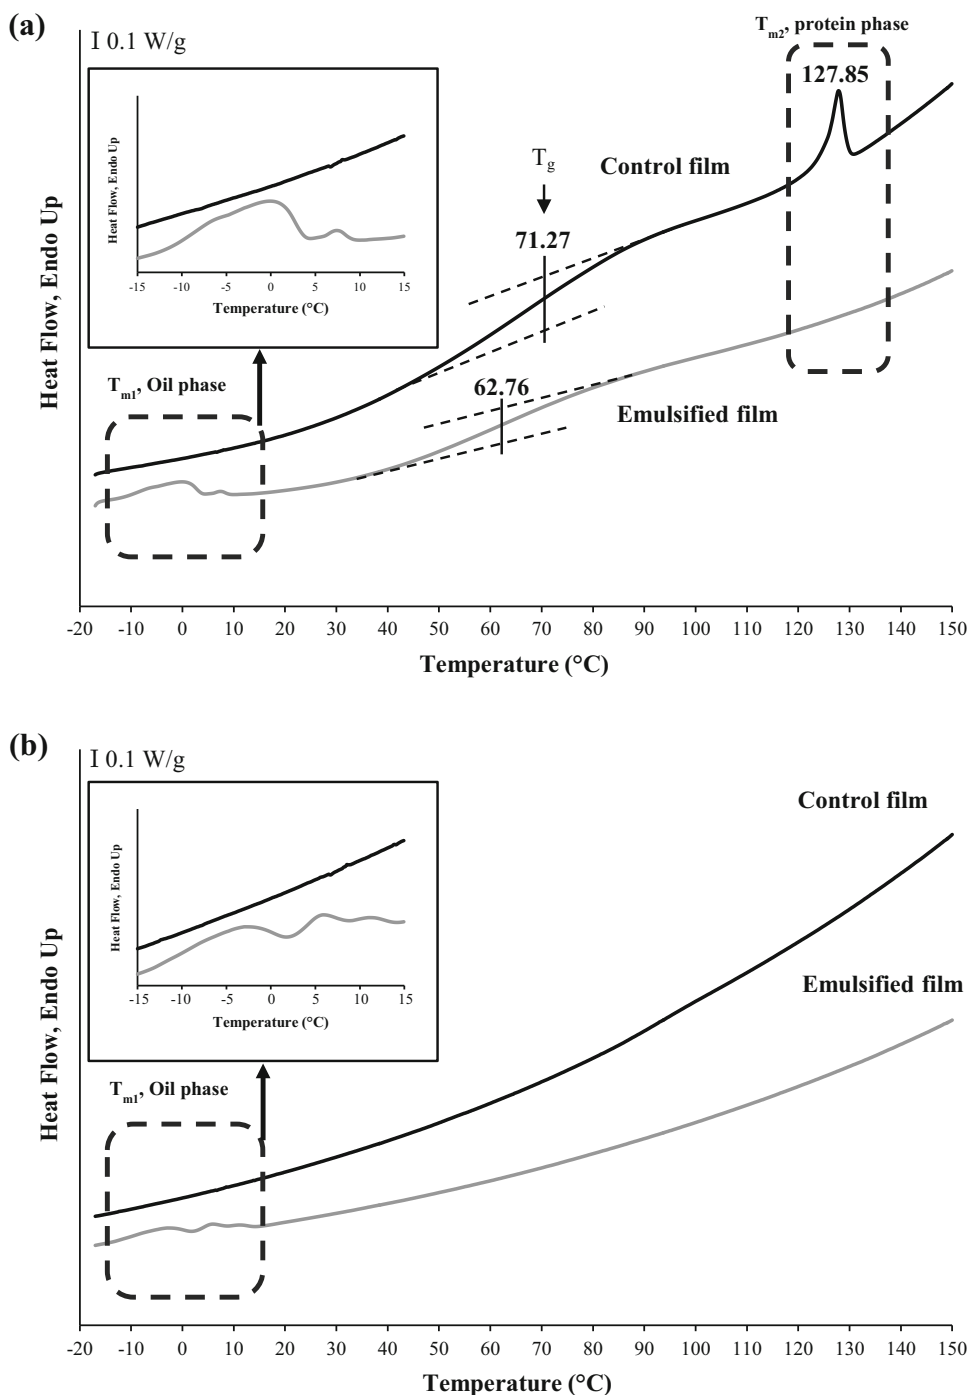 (a)
I 0.1 W/g
Tm2, protein phase
127.85
Heat Flow, Endo Up
-15 -10 -5 0 5 10 15
Temperature (°C)
Tg
Control film
71.27
Heat Flow, Endo Up
Tm1, Oil phase
62.76
Emulsified film
-20 -10 0 10 20 30 40 50 60 70 80 90 100 110 120 130 140 150
Temperature (°C)
(b)
I 0.1 W/g
Control film
Heat Flow, Endo Up
-15 -10 -5 0 5 10 15
Temperature (°C)
Emulsified film
Heat Flow, Endo Up
Tm1, Oil phase
-20 -10 0 10 20 30 40 50 60 70 80 90 100 110 120 130 140 150
Temperature (°C)